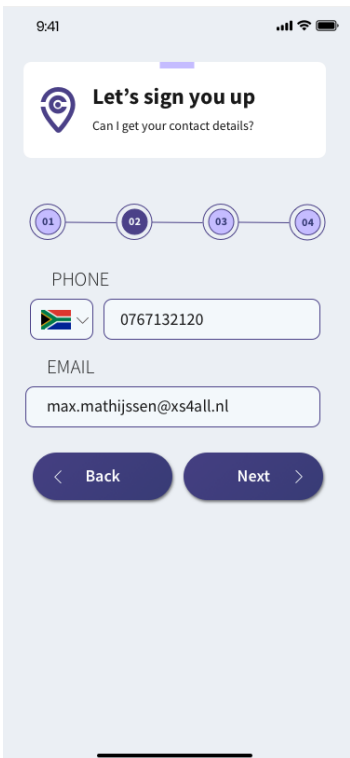 9:41
Let’s sign you up
Can I get your contact details?
01 02 03 04
PHONE
0767132120
EMAIL
max.mathijssen@xs4all.nl
Back Next